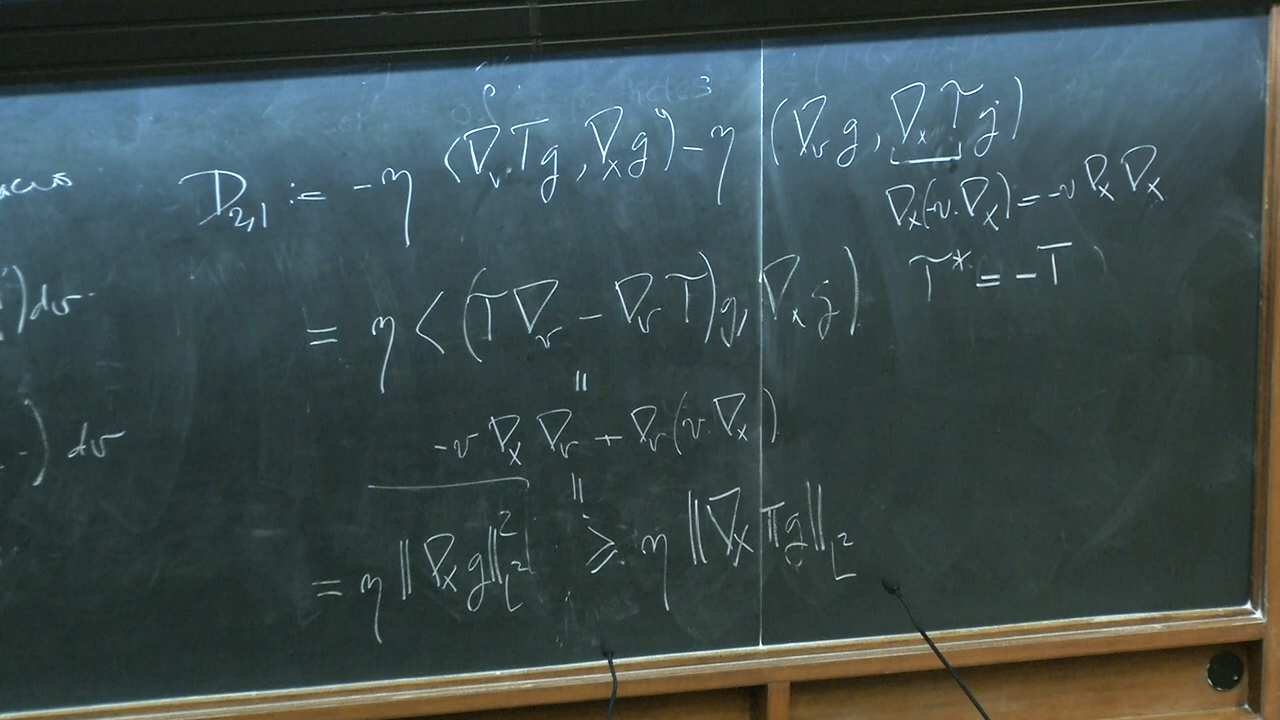 D_{2,1} := -η ⟨∇_v T g, ∇_x g) - η (∇_v g, ∇_x T g)
∇_x(-v·∇_x) = -v ∇_x ∇_x
) dv
= η < (T∇_v - ∇_v T) g, ∇_x g)
T* = -T
=
-v ∇_x ∇_v + ∇_v (v·∇_x)
) dv
=
= η ||∇_x g||²_{L²} ≥ η ||∇_x π g||_{L²}